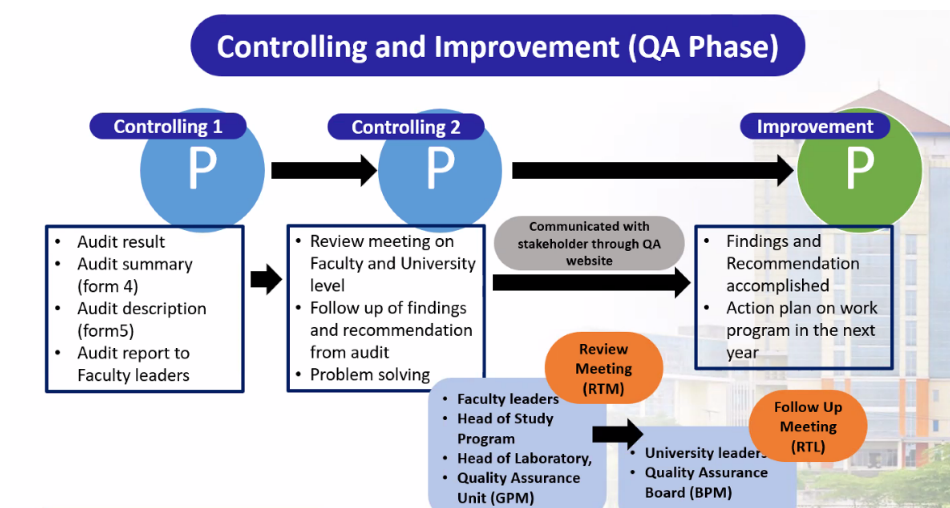 Controlling and Improvement (QA Phase)
Controlling 1
P
Controlling 2
P
Improvement
P
• Audit result
• Audit summary
(form 4)
• Audit description
(form5)
• Audit report to
Faculty leaders
• Review meeting on
Faculty and University
level
• Follow up of findings
and recommendation
from audit
• Problem solving
Communicated with
stakeholder through QA
website
• Findings and
Recommendation
accomplished
• Action plan on work
program in the next
year
Review
Meeting
(RTM)
• Faculty leaders
• Head of Study
Program
• Head of Laboratory,
• Quality Assurance
Unit (GPM)
Follow Up
Meeting
(RTL)
• University leaders
• Quality Assurance
Board (BPM)